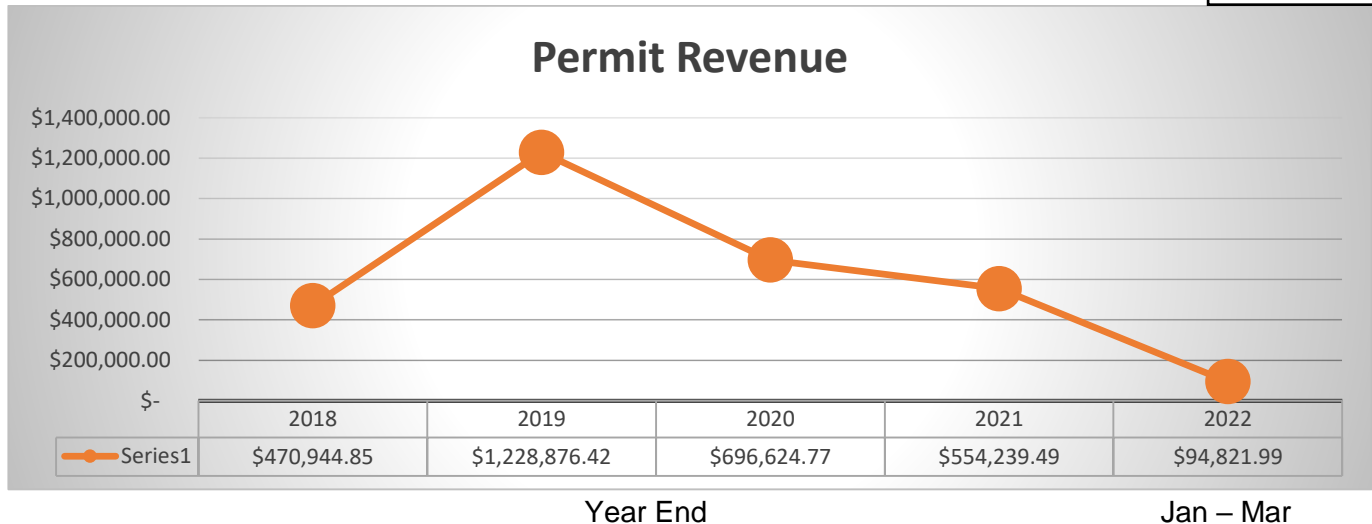 Permit Revenue
$1,400,000.00
$1,200,000.00
$1,000,000.00
$800,000.00
$600,000.00
$400,000.00
$200,000.00
$-
2018 2019 2020 2021 2022
Series1 $470,944.85 $1,228,876.42 $696,624.77 $554,239.49 $94,821.99
Year End Jan – Mar